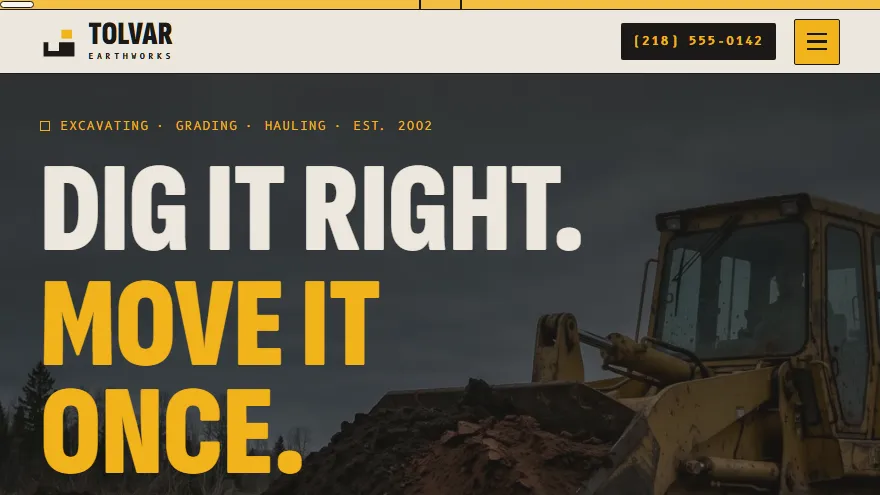 TOLVAR
EARTHWORKS
(218) 555-0142
EXCAVATING · GRADING · HAULING · EST. 2002
DIG IT RIGHT.
MOVE IT
ONCE.